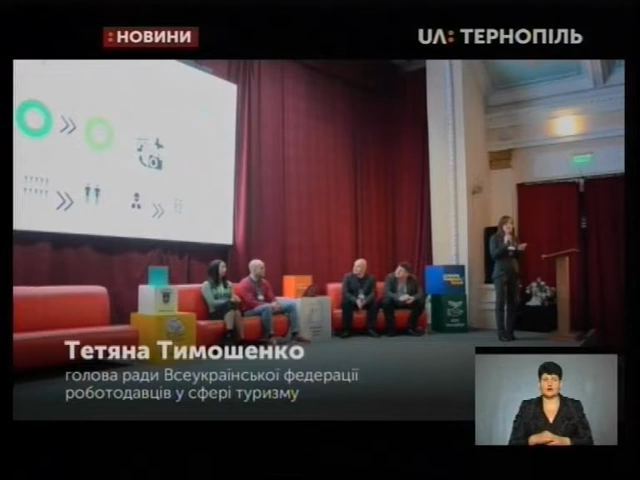 :НОВИНИ
UA: ТЕРНОПІЛЬ
Тетяна Тимошенко
голова ради Всеукраїнської федерації
роботодавців у сфері туризму